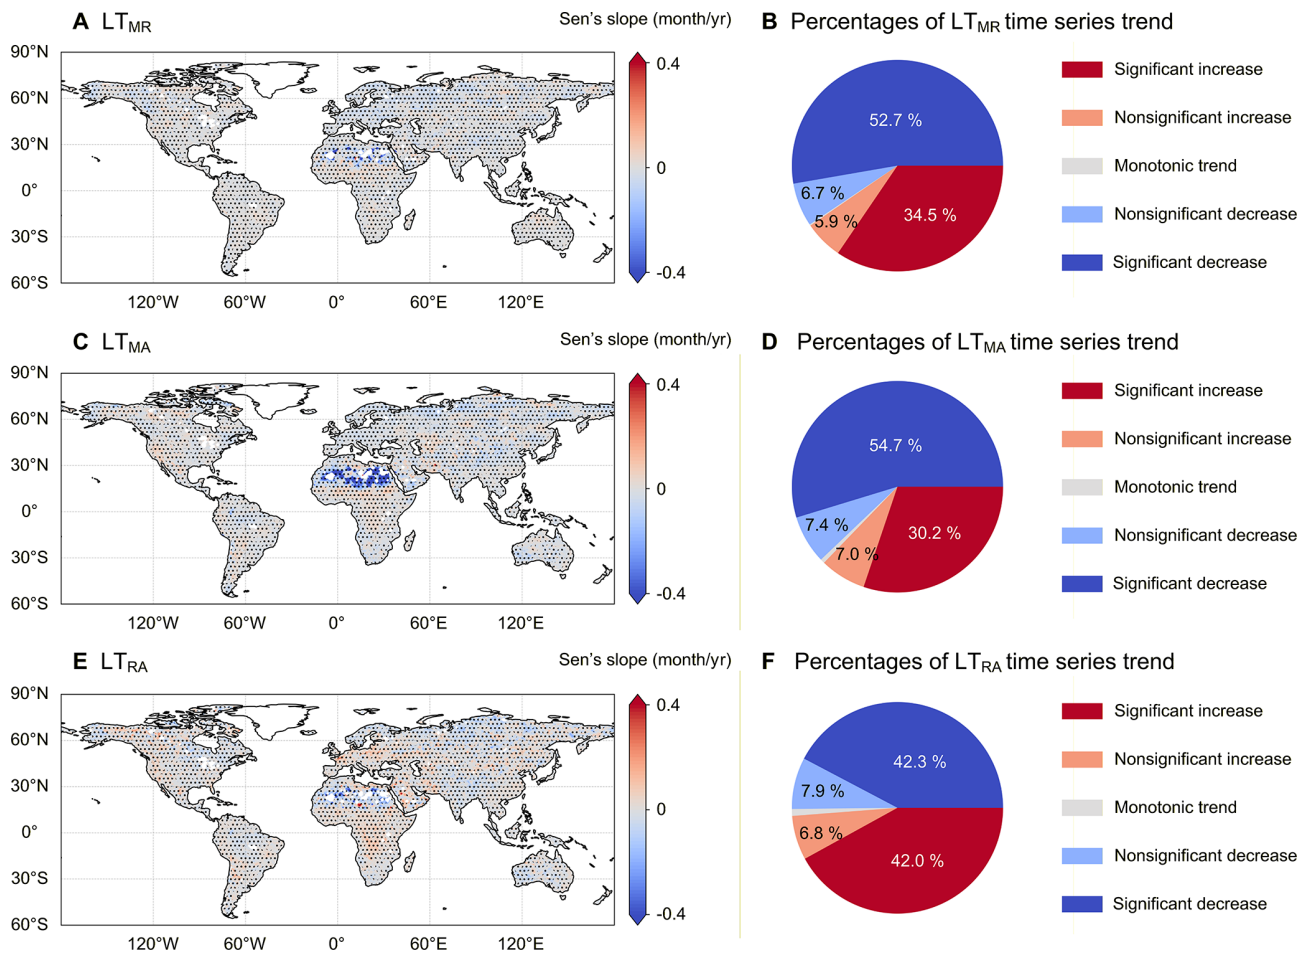 A LT_MR Sen's slope (month/yr) B Percentages of LT_MR time series trend
90°N
60°N
30°N
0°
30°S
60°S
120°W 60°W 0° 60°E 120°E
0.4
0
-0.4
52.7 %
6.7 %
5.9 %
34.5 %
Significant increase
Nonsignificant increase
Monotonic trend
Nonsignificant decrease
Significant decrease
C LT_MA Sen's slope (month/yr) D Percentages of LT_MA time series trend
90°N
60°N
30°N
0°
30°S
60°S
120°W 60°W 0° 60°E 120°E
0.4
0
-0.4
54.7 %
7.4 %
7.0 %
30.2 %
Significant increase
Nonsignificant increase
Monotonic trend
Nonsignificant decrease
Significant decrease
E LT_RA Sen's slope (month/yr) F Percentages of LT_RA time series trend
90°N
60°N
30°N
0°
30°S
60°S
120°W 60°W 0° 60°E 120°E
0.4
0
-0.4
42.3 %
7.9 %
6.8 %
42.0 %
Significant increase
Nonsignificant increase
Monotonic trend
Nonsignificant decrease
Significant decrease